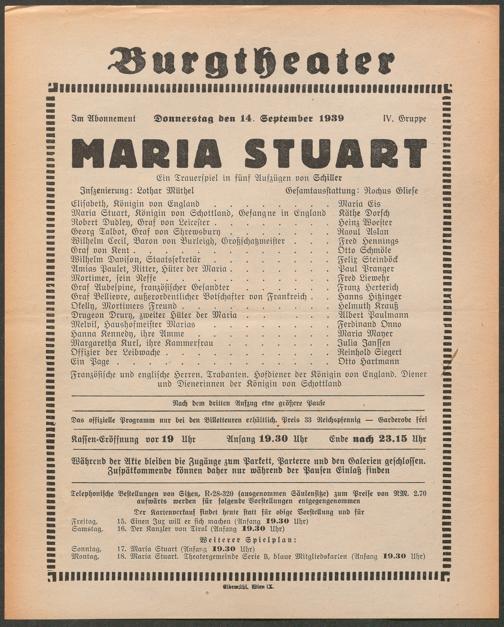 Burgtheater
Im Abonnement Donnerstag den 14. September 1939 IV. Gruppe
MARIA STUART
Ein Trauerspiel in fünf Aufzügen von Schiller
Inszenierung: Lothar Müthel Gesamtausstattung: Rochus Gliese
Elisabeth, Königin von England . . . . . . . . . Maria Eis
Maria Stuart, Königin von Schottland, Gefangne in England Käthe Dorsch
Robert Dudley, Graf von Leicester . . . . . . . . Heinz Woester
Georg Talbot, Graf von Shrewsbury . . . . . . . . Raoul Aslan
Wilhelm Cecil, Baron von Burleigh, Großschatzmeister . . . Fred Hennings
Graf von Kent . . . . . . . . . . . . Otto Schmöle
Wilhelm Davison, Staatssekretär . . . . . . . . Felix Steinböck
Amias Paulet, Ritter, Hüter der Maria . . . . . . . Paul Pranger
Mortimer, sein Neffe . . . . . . . . . . . Fred Liewehr
Graf Aubespine, französischer Gesandter . . . . . . . Franz Herterich
Graf Bellievre, außerordentlicher Botschafter von Frankreich . . Hanns Hitzinger
Okelly, Mortimers Freund . . . . . . . . . . Helmuth Krauß
Drugeon Drury, zweiter Hüter der Maria . . . . . . . Albert Paulmann
Melvil, Haushofmeister Marias . . . . . . . . . Ferdinand Onno
Hanna Kennedy, ihre Amme . . . . . . . . . Maria Mayer
Margaretha Kurl, ihre Kammerfrau . . . . . . . . Julia Janssen
Offizier der Leibwache . . . . . . . . . . Reinhold Siegert
Ein Page . . . . . . . . . . . . . Otto Hartmann
Französische und englische Herren, Trabanten, Hofdiener der Königin von England, Diener
und Dienerinnen der Königin von Schottland
Nach dem dritten Aufzug eine größere Pause
Das offizielle Programm nur bei den Billetteuren erhältlich. Preis 33 Reichspfennig — Garderobe frei
Kassen-Eröffnung vor 19 Uhr Anfang 19.30 Uhr Ende nach 23.15 Uhr
Während der Akte bleiben die Zugänge zum Parkett, Parterre und den Galerien geschlossen.
Zuspätkommende können daher nur während der Pausen Einlaß finden
Telephonische Bestellungen von Sitzen, R-28-320 (ausgenommen Säulensitze) zum Preise von RM. 2.70
aufwärts werden für folgende Vorstellungen entgegengenommen
Der Kartenverkauf findet heute statt für obige Vorstellung und für
Freitag, 15. Einen Jux will er sich machen (Anfang 19.30 Uhr)
Samstag, 16. Der Kanzler von Tirol (Anfang 19.30 Uhr)
Weiterer Spielplan:
Sonntag, 17. Maria Stuart (Anfang 19.30 Uhr)
Montag, 18. Maria Stuart. Theatergemeinde Serie B, blaue Mitgliedskarten (Anfang 19.30 Uhr)
Elbemühl, Wien IX.